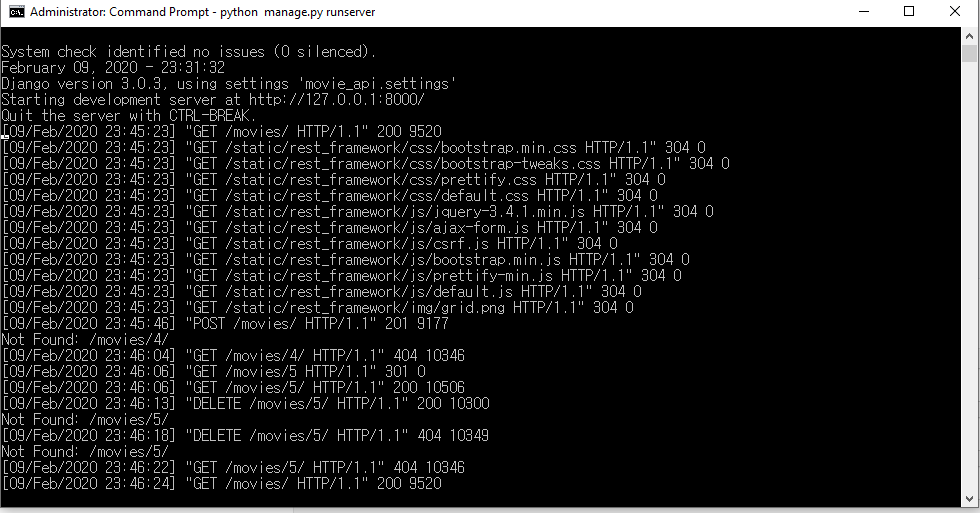 Administrator: Command Prompt - python  manage.py runserver
System check identified no issues (0 silenced).
February 09, 2020 - 23:31:32
Django version 3.0.3, using settings 'movie_api.settings'
Starting development server at http://127.0.0.1:8000/
Quit the server with CTRL-BREAK.
[09/Feb/2020 23:45:23] "GET /movies/ HTTP/1.1" 200 9520
[09/Feb/2020 23:45:23] "GET /static/rest_framework/css/bootstrap.min.css HTTP/1.1" 304 0
[09/Feb/2020 23:45:23] "GET /static/rest_framework/css/bootstrap-tweaks.css HTTP/1.1" 304 0
[09/Feb/2020 23:45:23] "GET /static/rest_framework/css/prettify.css HTTP/1.1" 304 0
[09/Feb/2020 23:45:23] "GET /static/rest_framework/css/default.css HTTP/1.1" 304 0
[09/Feb/2020 23:45:23] "GET /static/rest_framework/js/jquery-3.4.1.min.js HTTP/1.1" 304 0
[09/Feb/2020 23:45:23] "GET /static/rest_framework/js/ajax-form.js HTTP/1.1" 304 0
[09/Feb/2020 23:45:23] "GET /static/rest_framework/js/csrf.js HTTP/1.1" 304 0
[09/Feb/2020 23:45:23] "GET /static/rest_framework/js/bootstrap.min.js HTTP/1.1" 304 0
[09/Feb/2020 23:45:23] "GET /static/rest_framework/js/prettify-min.js HTTP/1.1" 304 0
[09/Feb/2020 23:45:23] "GET /static/rest_framework/js/default.js HTTP/1.1" 304 0
[09/Feb/2020 23:45:23] "GET /static/rest_framework/img/grid.png HTTP/1.1" 304 0
[09/Feb/2020 23:45:46] "POST /movies/ HTTP/1.1" 201 9177
Not Found: /movies/4/
[09/Feb/2020 23:46:04] "GET /movies/4/ HTTP/1.1" 404 10346
[09/Feb/2020 23:46:06] "GET /movies/5 HTTP/1.1" 301 0
[09/Feb/2020 23:46:06] "GET /movies/5/ HTTP/1.1" 200 10506
[09/Feb/2020 23:46:13] "DELETE /movies/5/ HTTP/1.1" 200 10300
Not Found: /movies/5/
[09/Feb/2020 23:46:18] "DELETE /movies/5/ HTTP/1.1" 404 10349
Not Found: /movies/5/
[09/Feb/2020 23:46:22] "GET /movies/5/ HTTP/1.1" 404 10346
[09/Feb/2020 23:46:24] "GET /movies/ HTTP/1.1" 200 9520